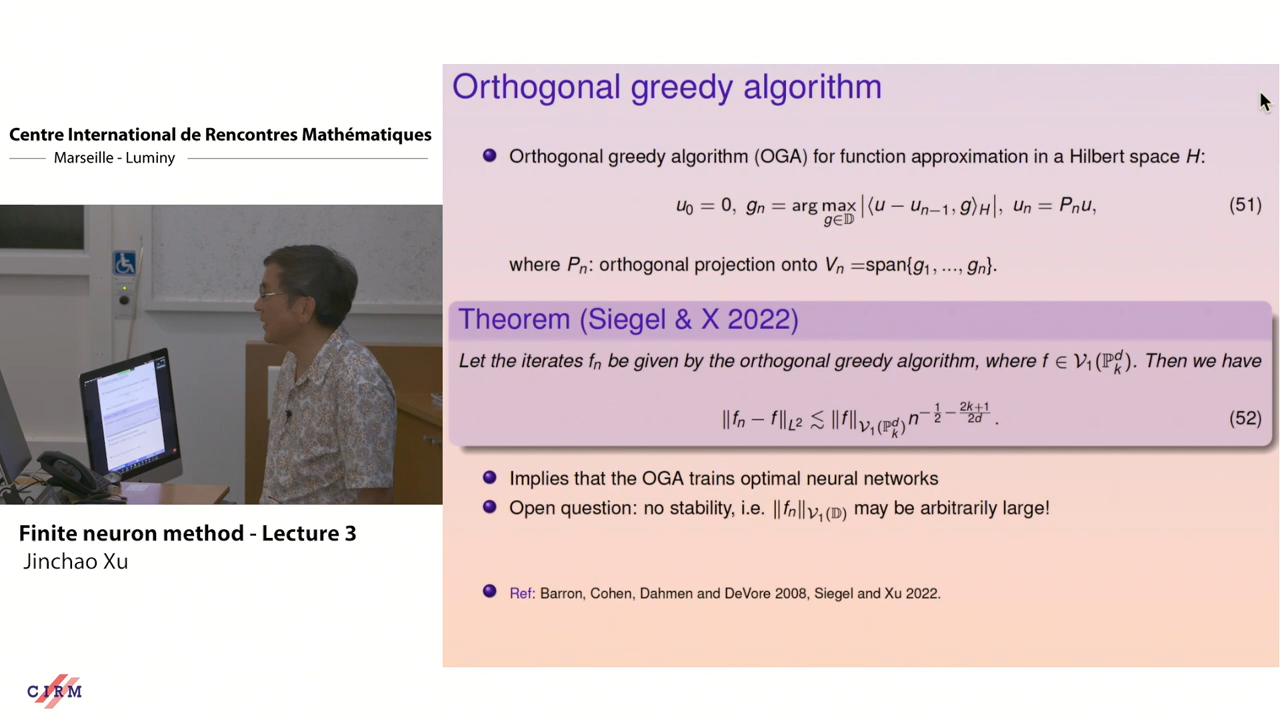 Centre International de Rencontres Mathématiques
Marseille - Luminy
Finite neuron method - Lecture 3
Jinchao Xu
CIRM
Orthogonal greedy algorithm
Orthogonal greedy algorithm (OGA) for function approximation in a Hilbert space H:
u₀ = 0, gₙ = arg max_{g∈𝔻} |⟨u − uₙ₋₁, g⟩_H|, uₙ = Pₙu, (51)
where Pₙ: orthogonal projection onto Vₙ =span{g₁, ..., gₙ}.
Theorem (Siegel & X 2022)
Let the iterates fₙ be given by the orthogonal greedy algorithm, where f ∈ 𝒱₁(ℙ_k^d). Then we have
‖fₙ − f‖_{L²} ≲ ‖f‖_{𝒱₁(ℙ_k^d)} n^{−1/2 − (2k+1)/(2d)}. (52)
Implies that the OGA trains optimal neural networks
Open question: no stability, i.e. ‖fₙ‖_{𝒱₁(𝔻)} may be arbitrarily large!
Ref: Barron, Cohen, Dahmen and DeVore 2008, Siegel and Xu 2022.